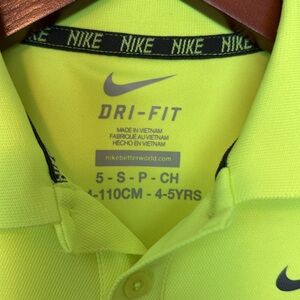 NIKE NIKE NIKE NIKE
DRI-FIT
MADE IN VIETNAM
FABRIQUE AU VIETNAM
HECHO EN VIETNAM
nikebetterworld.com
5 - S - P - CH
-110CM - 4-5YRS